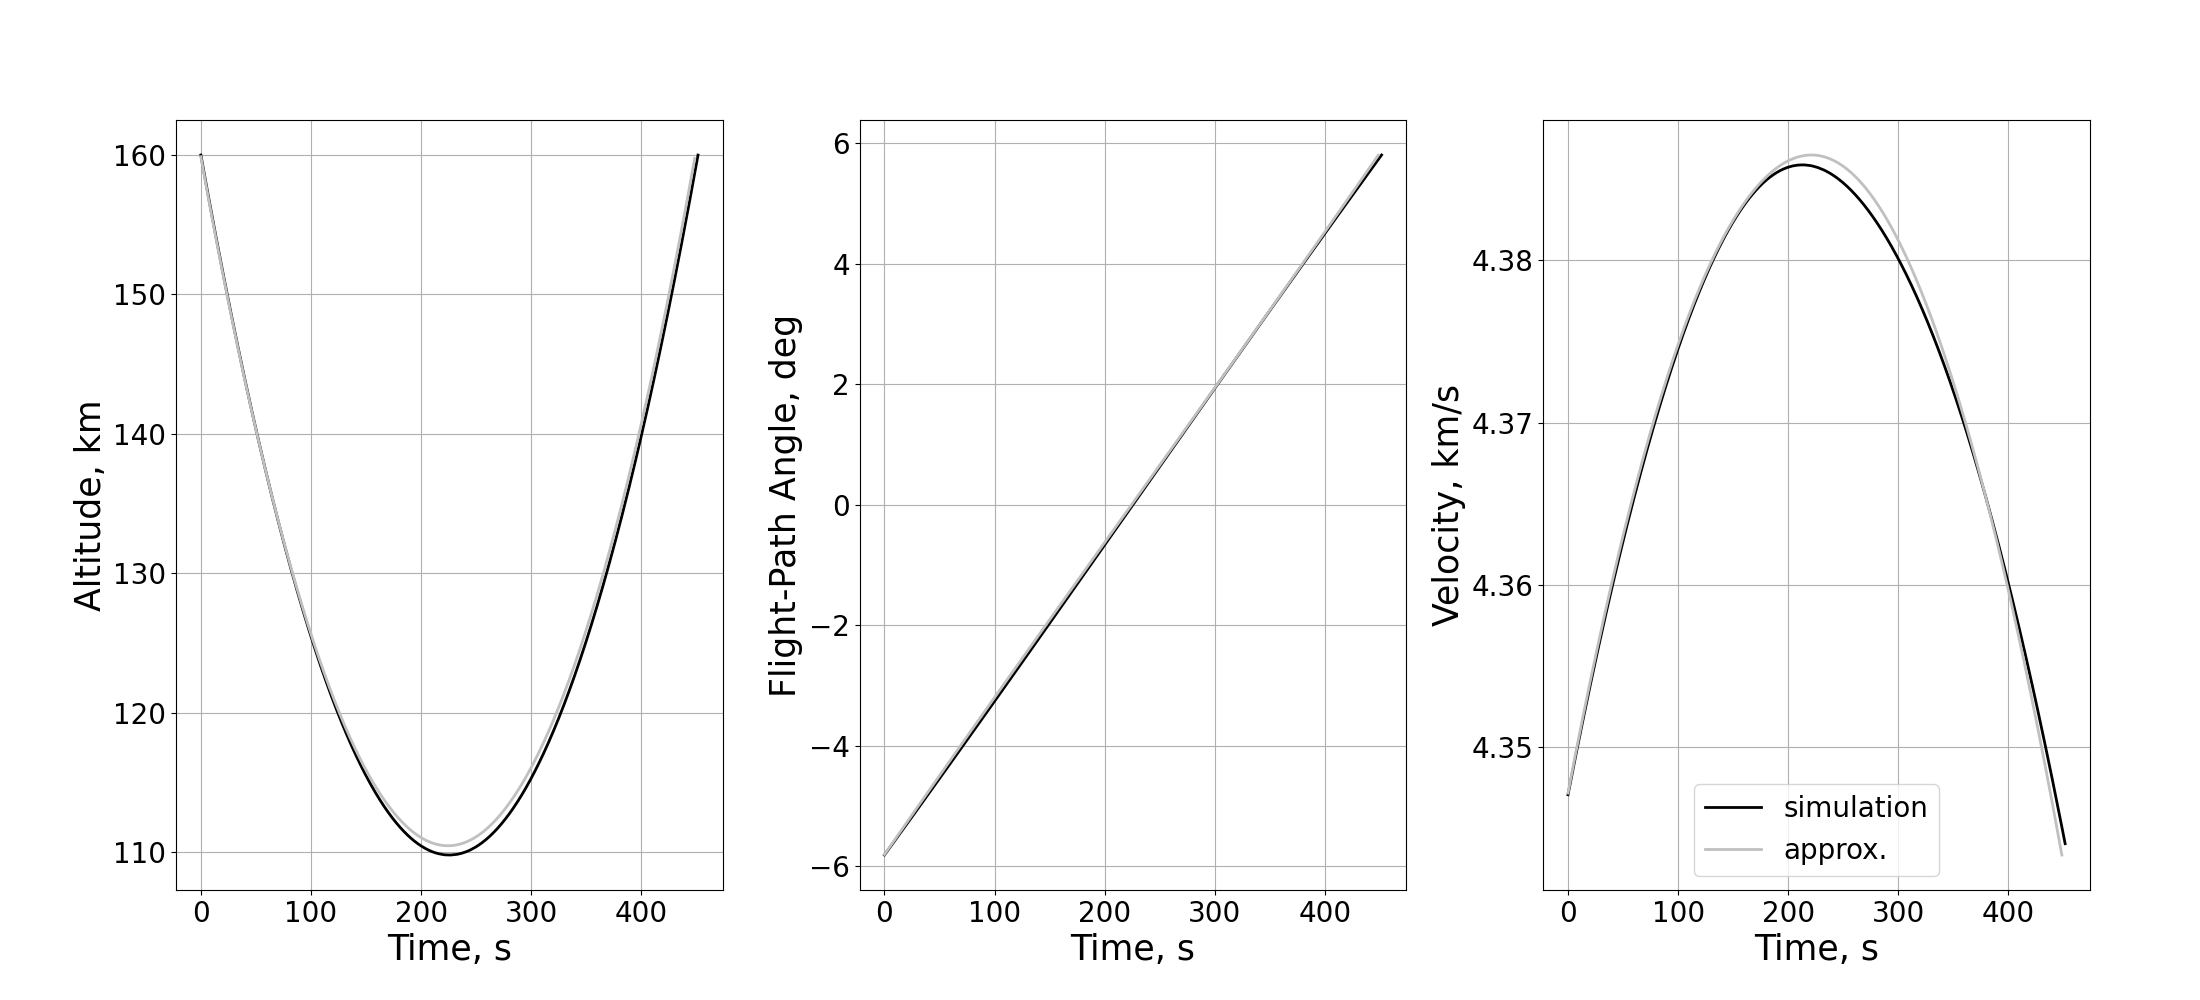 Altitude, km
160
150
140
130
120
110
0 100 200 300 400
Time, s
Flight-Path Angle, deg
6
4
2
0
−2
−4
−6
0 100 200 300 400
Time, s
Velocity, km/s
4.38
4.37
4.36
4.35
simulation
approx.
0 100 200 300 400
Time, s